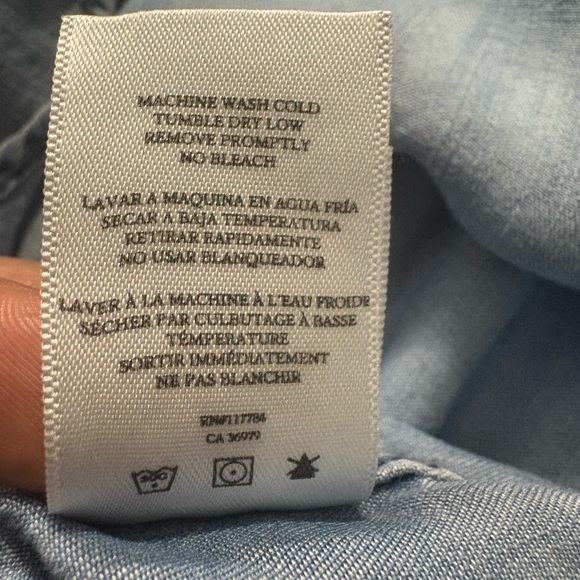 MACHINE WASH COLD
TUMBLE DRY LOW
REMOVE PROMPTLY
NO BLEACH
LAVAR A MAQUINA EN AGUA FRÍA
SECAR A BAJA TEMPERATURA
RETIRAR RAPIDAMENTE
NO USAR BLANQUEADOR
LAVER À LA MACHINE À L'EAU FROIDE
SÉCHER PAR CULBUTAGE À BASSE
TEMPERATURE
SORTIR IMMÉDIATEMENT
NE PAS BLANCHIR
RN#117786
CA 36979